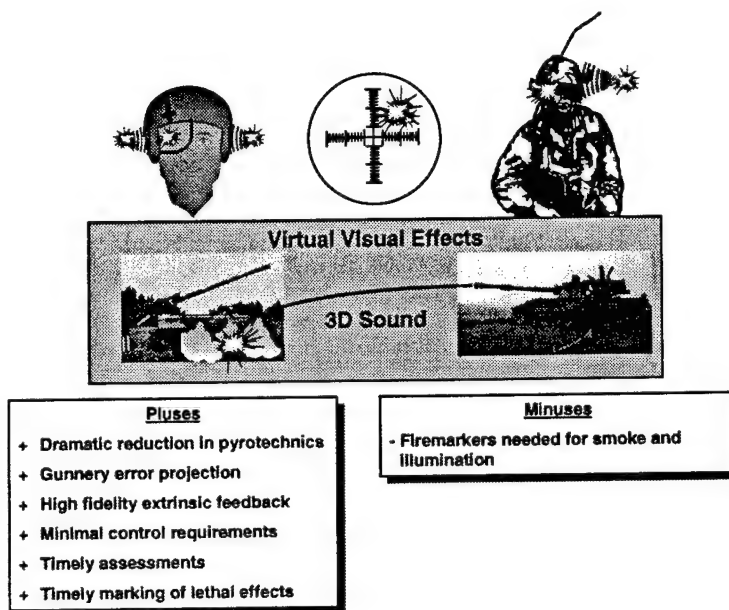 Virtual Visual Effects
3D Sound
Pluses
+ Dramatic reduction in pyrotechnics
+ Gunnery error projection
+ High fidelity extrinsic feedback
+ Minimal control requirements
+ Timely assessments
+ Timely marking of lethal effects
Minuses
- Firemarkers needed for smoke and
illumination